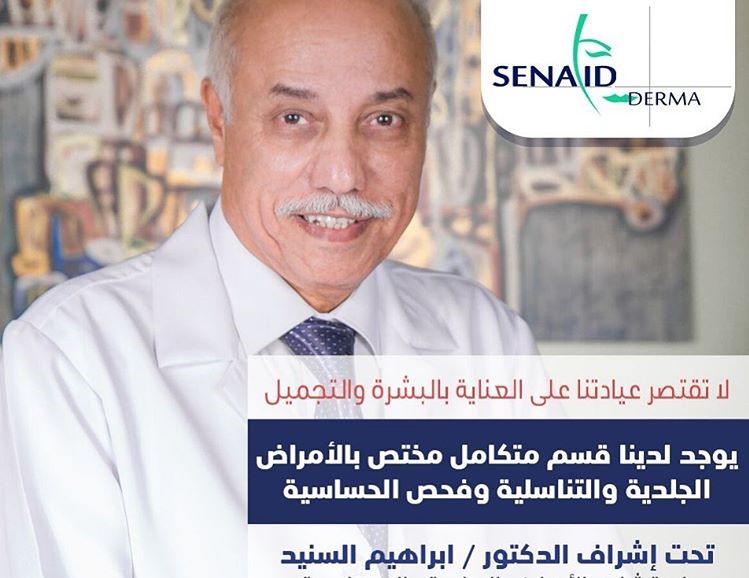 SENAID
DERMA
لا تقتصر عيادتنا على العناية بالبشرة والتجميل
يوجد لدينا قسم متكامل مختص بالأمراض
الجلدية والتناسلية وفحص الحساسية
تحت إشراف الدكتور / ابراهيم السنيد